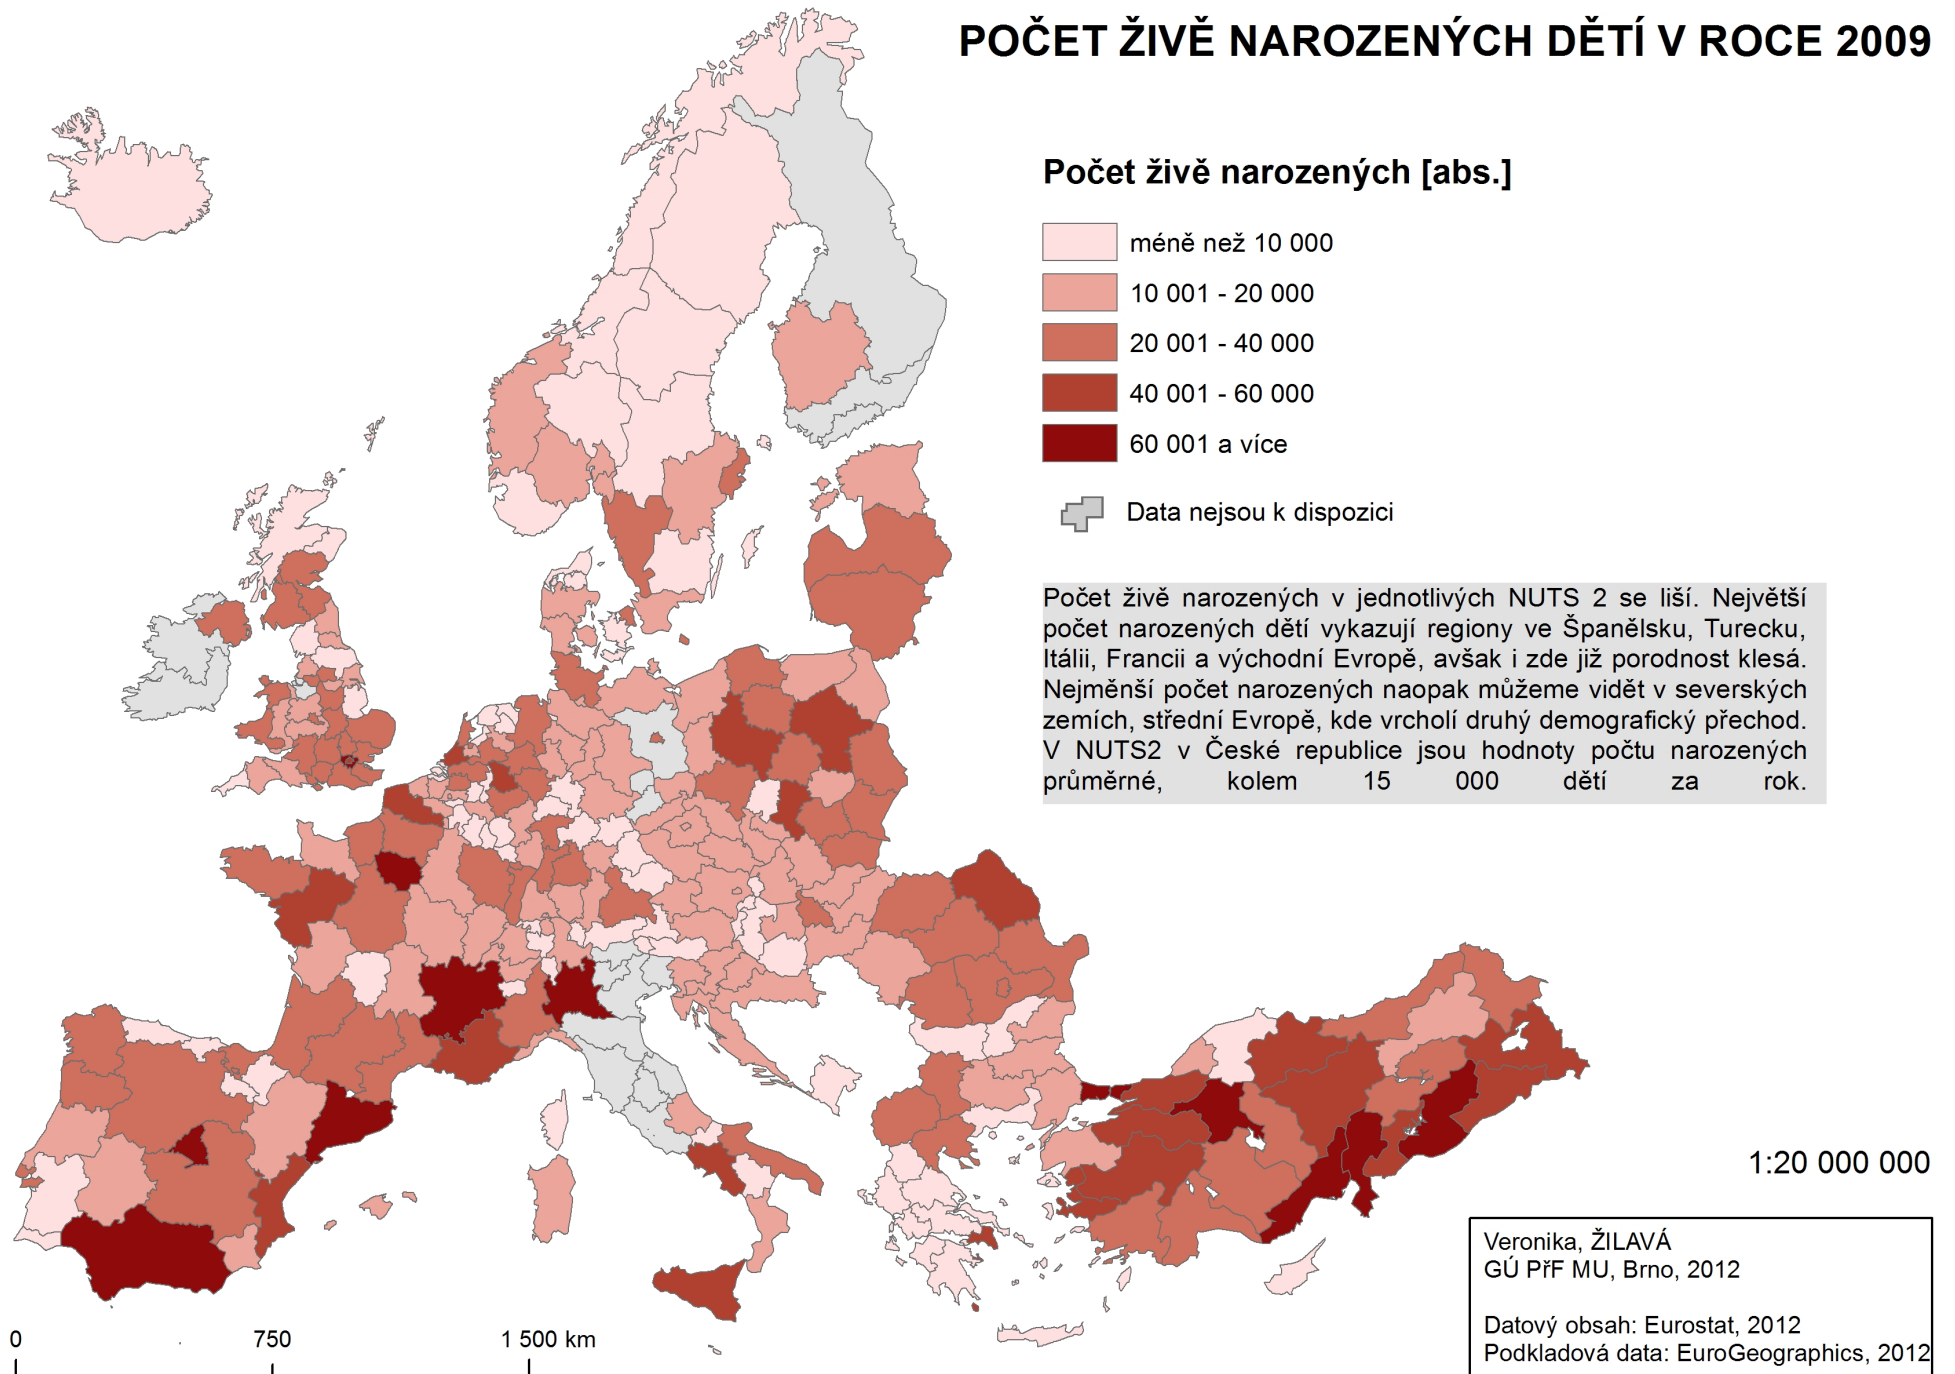 POČET ŽIVĚ NAROZENÝCH DĚTÍ V ROCE 2009
Počet živě narozených [abs.]
méně než 10 000
10 001 - 20 000
20 001 - 40 000
40 001 - 60 000
60 001 a více
Data nejsou k dispozici
Počet živě narozených v jednotlivých NUTS 2 se liší. Největší
počet narozených dětí vykazují regiony ve Španělsku, Turecku,
Itálii, Francii a východní Evropě, avšak i zde již porodnost klesá.
Nejměnší počet narozených naopak můžeme vidět v severských
zemích, střední Evropě, kde vrcholí druhý demografický přechod.
V NUTS2 v České republice jsou hodnoty počtu narozených
průměrné, kolem 15 000 dětí za rok.
1:20 000 000
Veronika, ŽILAVÁ
GÚ PřF MU, Brno, 2012
Datový obsah: Eurostat, 2012
Podkladová data: EuroGeographics, 2012
0 750 1 500 km